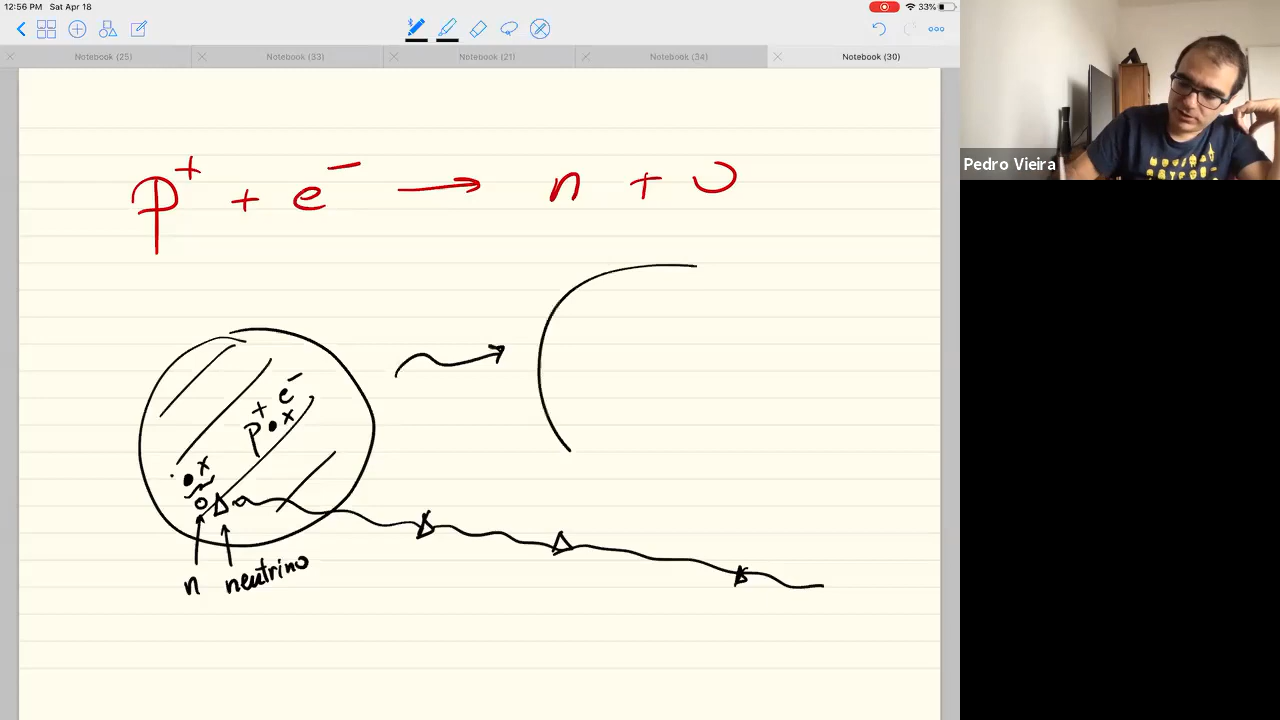 12:56 PM Sat Apr 18
33%
Notebook (25) Notebook (33) Notebook (21) Notebook (34) Notebook (30)
Pedro Vieira
p⁺ + e⁻ → n + υ
p⁺ e⁻
n neutrino